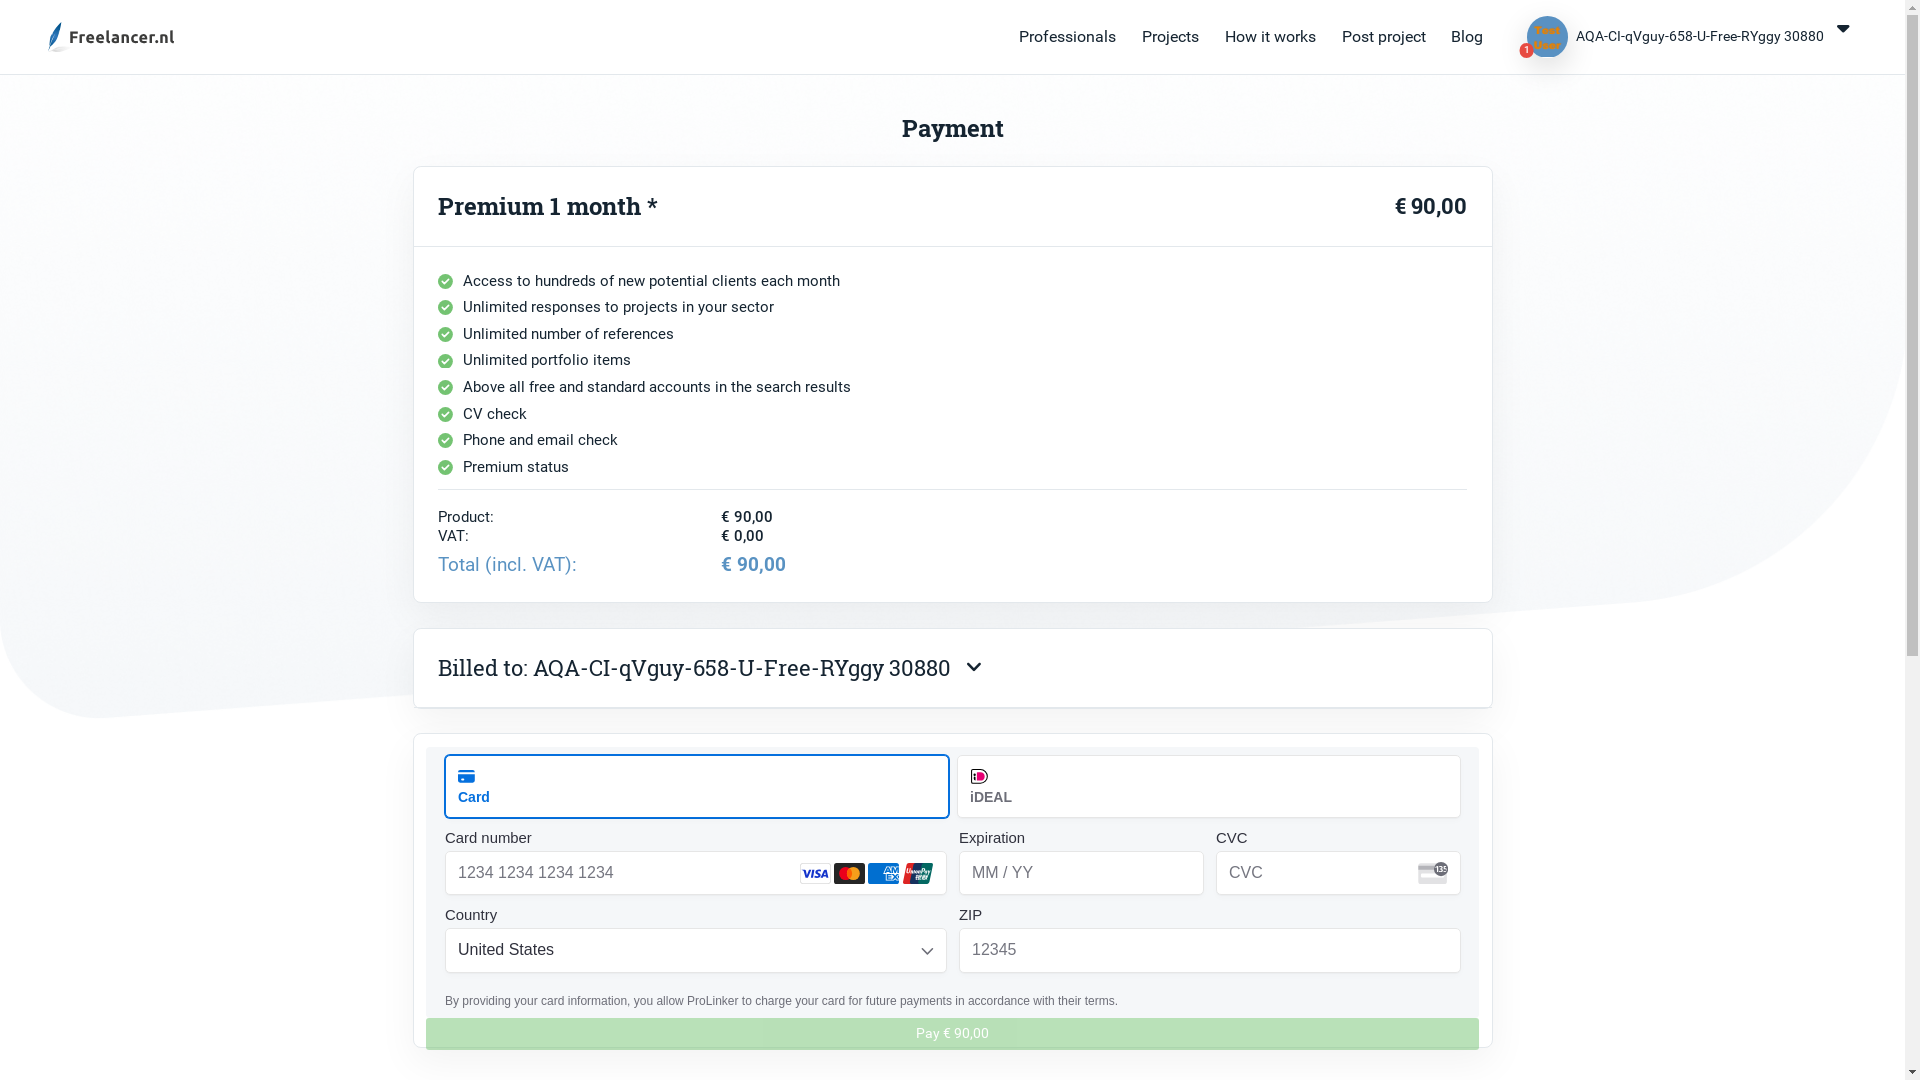 Freelancer.nl
Professionals
Projects
How it works
Post project
Blog
Test
User
1
AQA-CI-qVguy-658-U-Free-RYggy 30880
Payment
Premium 1 month *
€ 90,00
Access to hundreds of new potential clients each month
Unlimited responses to projects in your sector
Unlimited number of references
Unlimited portfolio items
Above all free and standard accounts in the search results
CV check
Phone and email check
Premium status
Product: € 90,00
VAT: € 0,00
Total (incl. VAT): € 90,00
Billed to: AQA-CI-qVguy-658-U-Free-RYggy 30880
Card
iDEAL
Card number
Expiration
CVC
1234 1234 1234 1234
VISA
AM
EX
UnionPay
MM / YY
CVC
135
Country
ZIP
United States
12345
By providing your card information, you allow ProLinker to charge your card for future payments in accordance with their terms.
Pay € 90,00